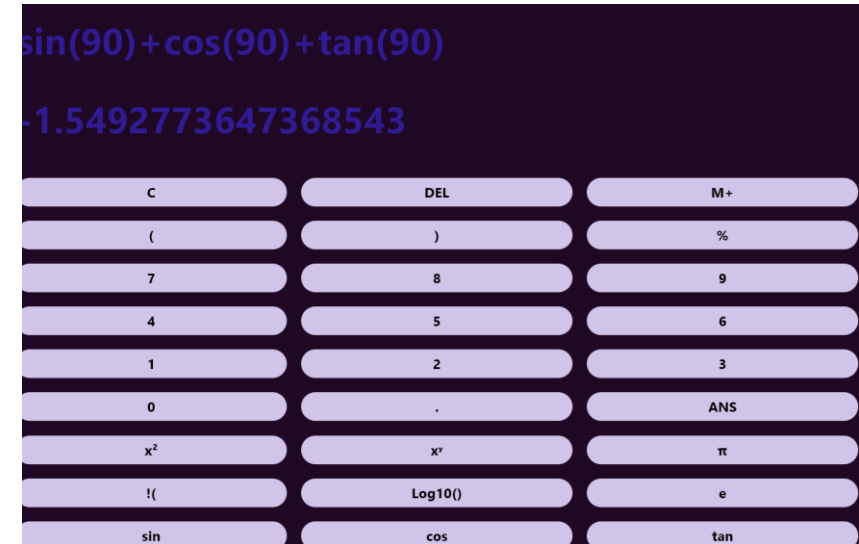 sin(90)+cos(90)+tan(90)
-1.5492773647368543
C DEL M+
( ) %
7 8 9
4 5 6
1 2 3
0 . ANS
x² xʸ π
!( Log10() e
sin cos tan